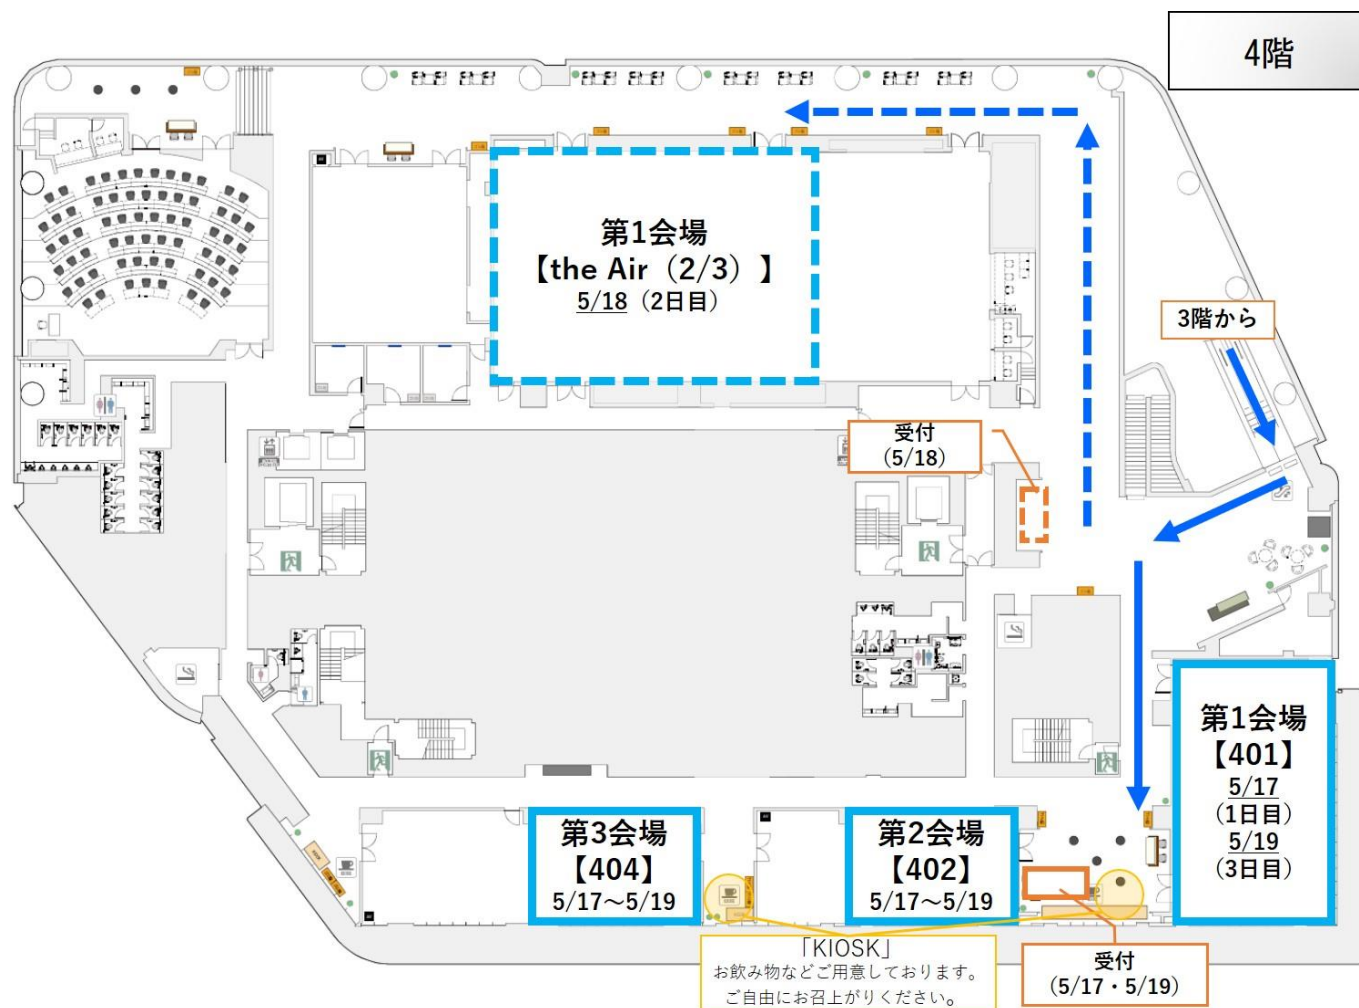 4階
第1会場
【the Air（2/3）】
5/18（2日目）
3階から
受付
（5/18）
第1会場
【401】
5/17
（1日目）
5/19
（3日目）
第3会場
【404】
5/17～5/19
第2会場
【402】
5/17～5/19
「KIOSK」
お飲み物などご用意しております。
ご自由にお召上がりください。
受付
（5/17・5/19）